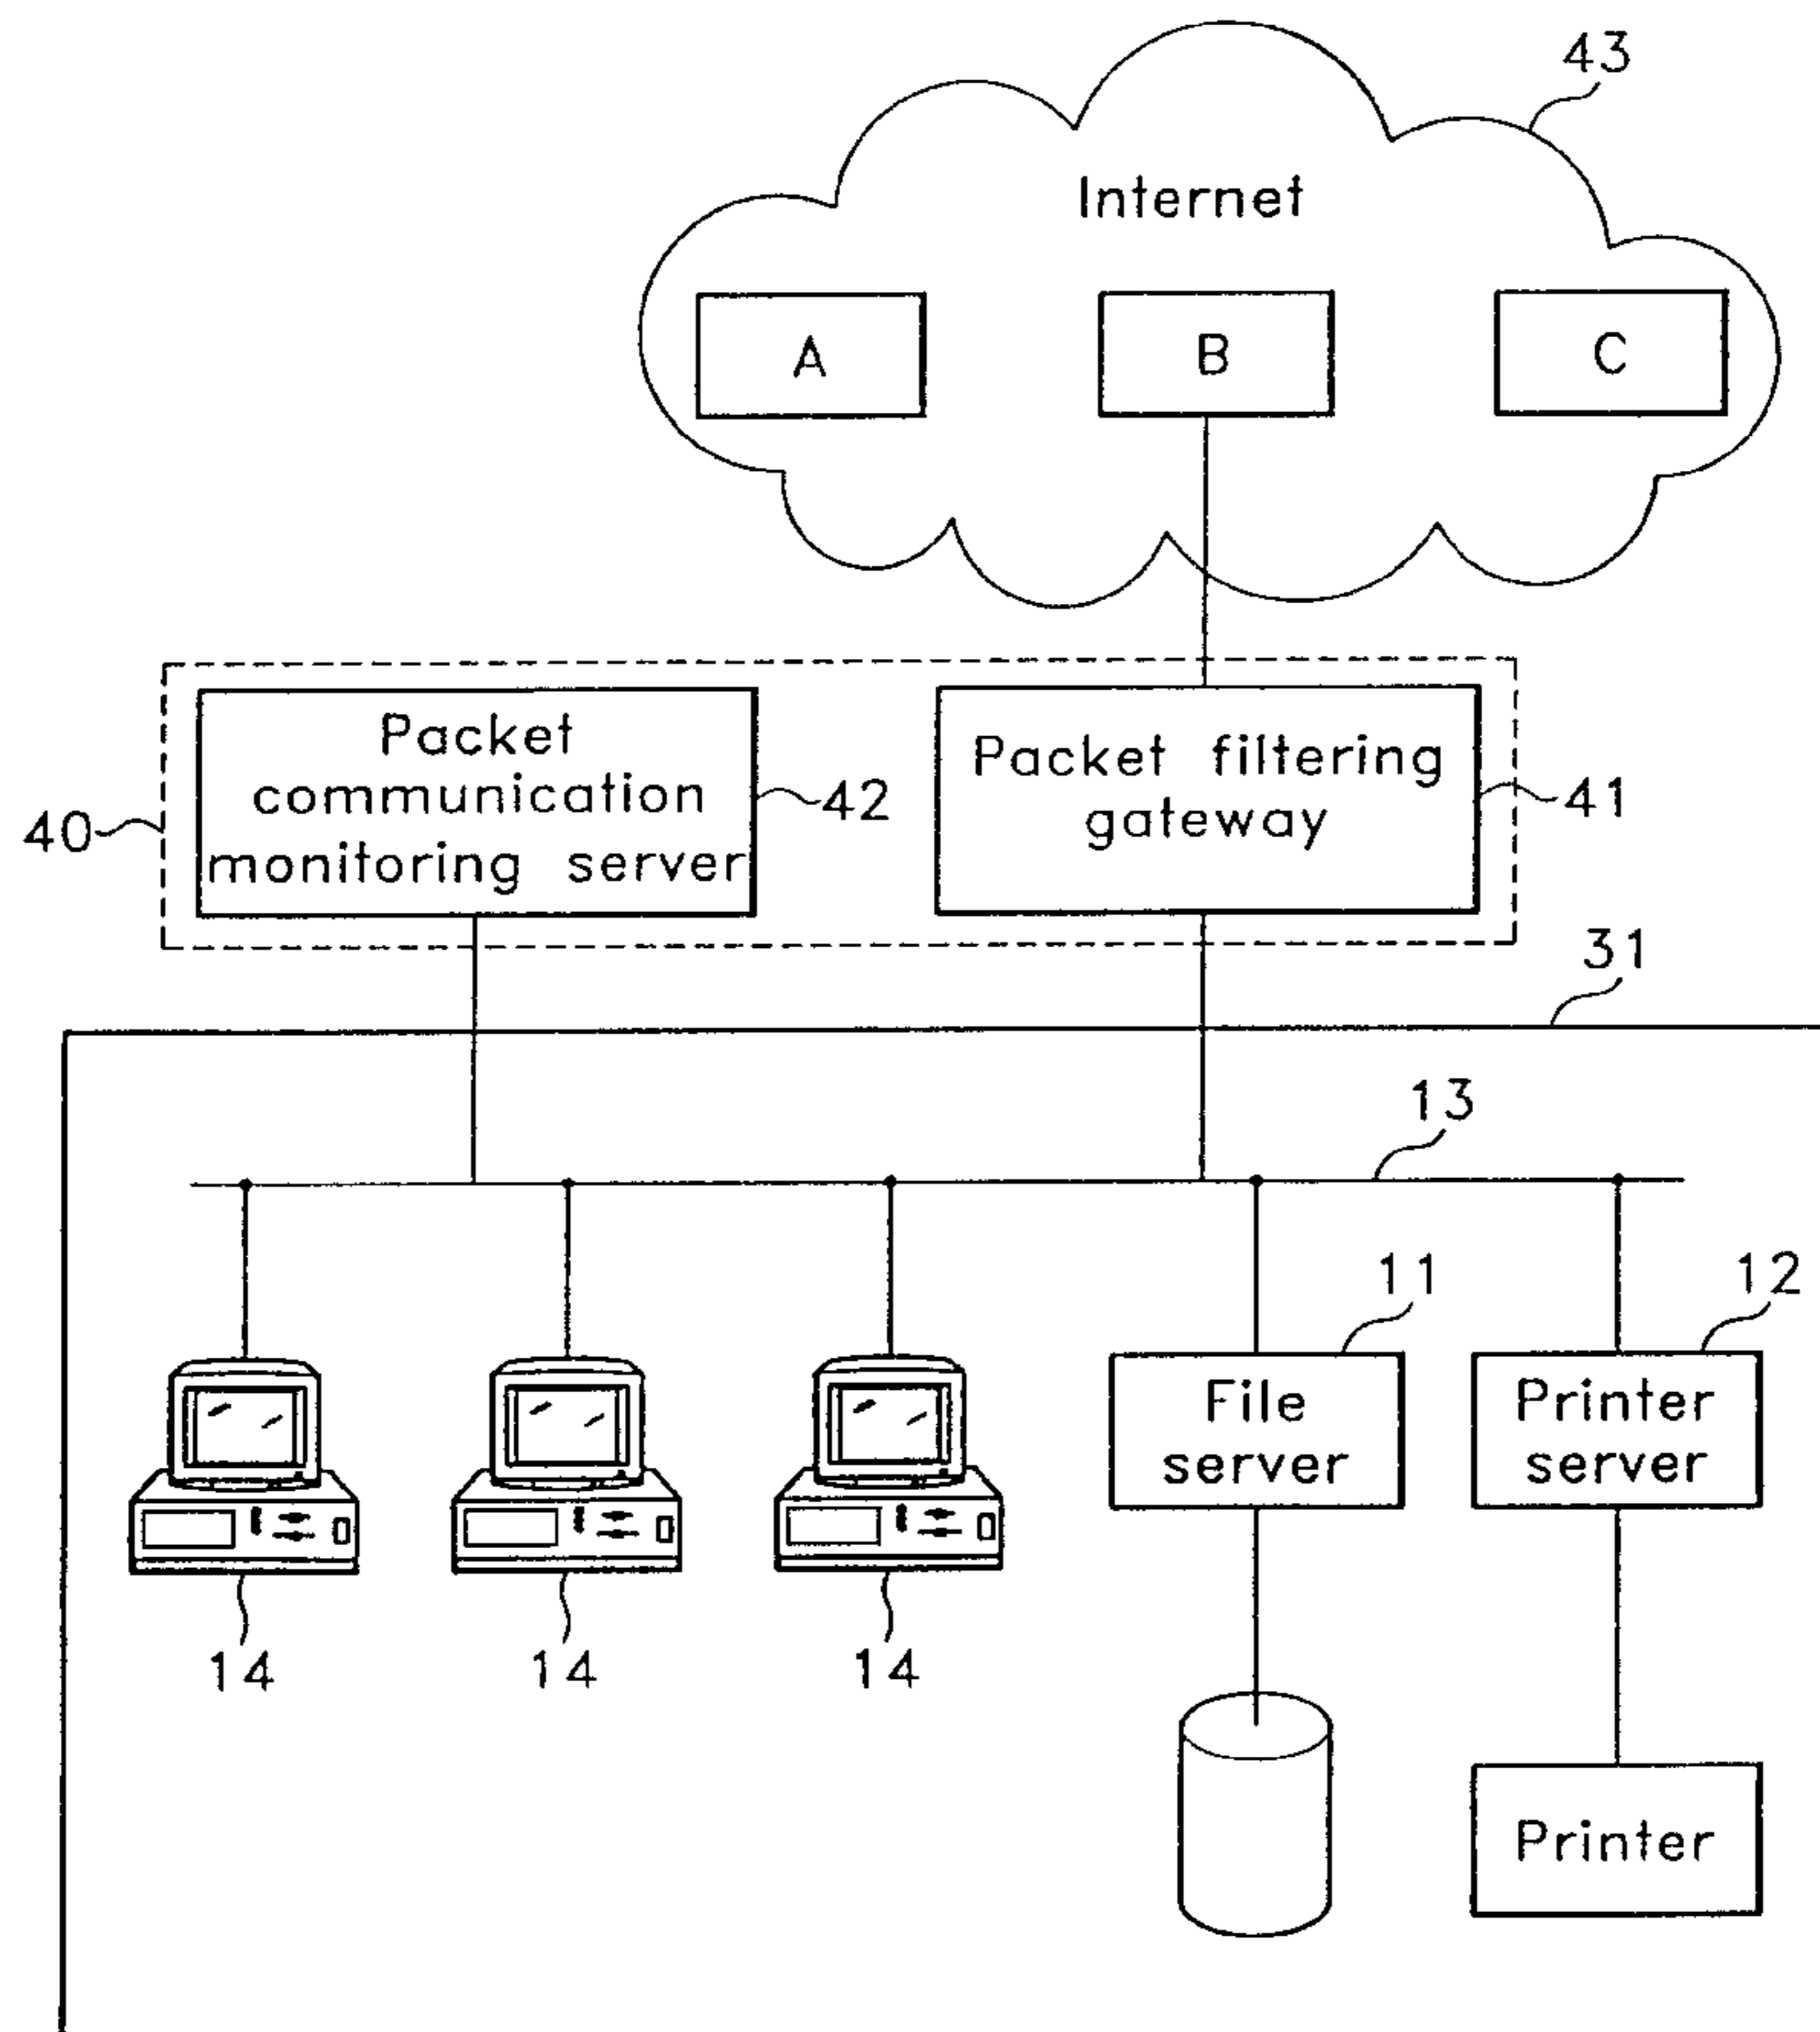 43
Internet
A
B
C
Packet
communication
monitoring server
42
Packet filtering
gateway
41
40
31
13
11
12
File
server
Printer
server
14
14
14
Printer